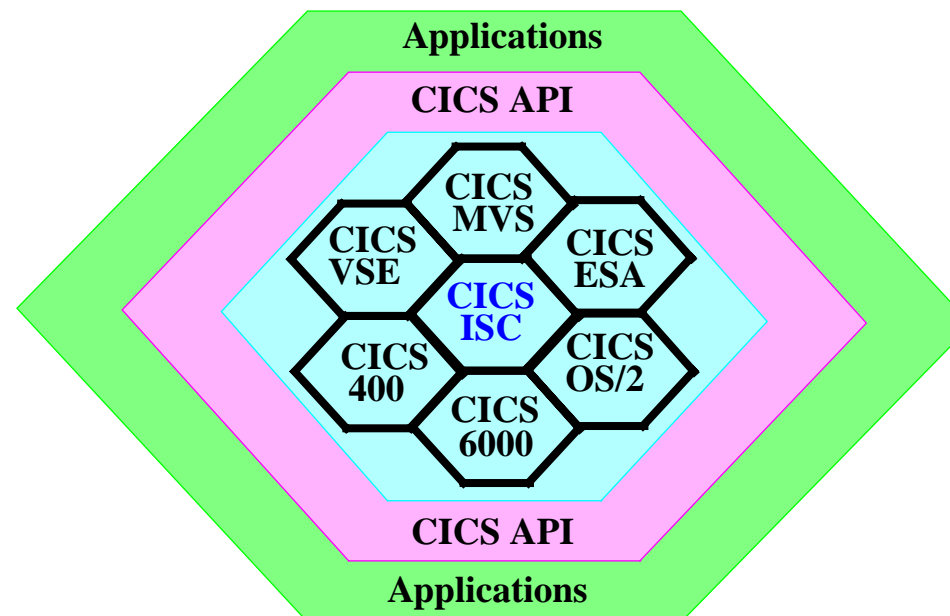 Applications
CICS API
CICS
MVS
CICS
VSE
CICS
ESA
CICS
ISC
CICS
400
CICS
OS/2
CICS
6000
CICS API
Applications